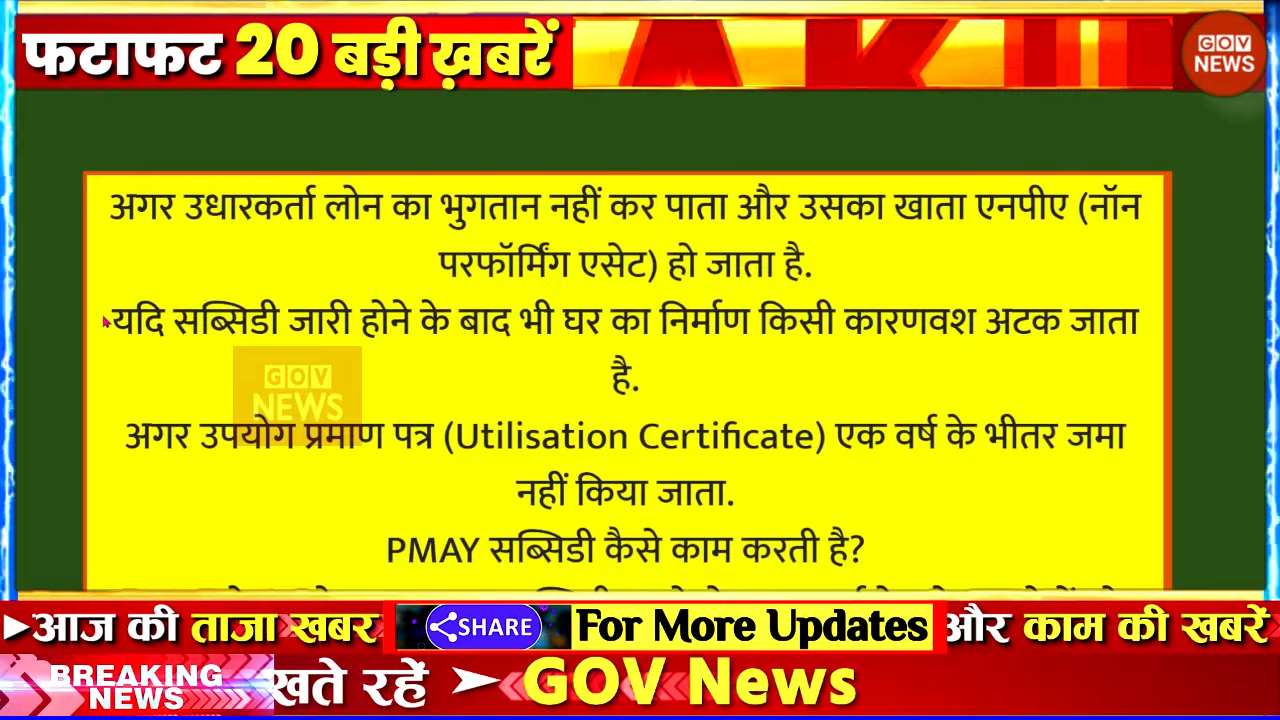 फटाफट 20 बड़ी ख़बरें
GOV
NEWS
अगर उधारकर्ता लोन का भुगतान नहीं कर पाता और उसका खाता एनपीए (नॉन
परफॉर्मिंग एसेट) हो जाता है.
यदि सब्सिडी जारी होने के बाद भी घर का निर्माण किसी कारणवश अटक जाता
है.
GOV
NEWS
अगर उपयोग प्रमाण पत्र (Utilisation Certificate) एक वर्ष के भीतर जमा
नहीं किया जाता.
PMAY सब्सिडी कैसे काम करती है?
आज की ताजा खबर SHARE For More Updates और काम की खबरें
BREAKING
NEWS
खते रहें GOV News